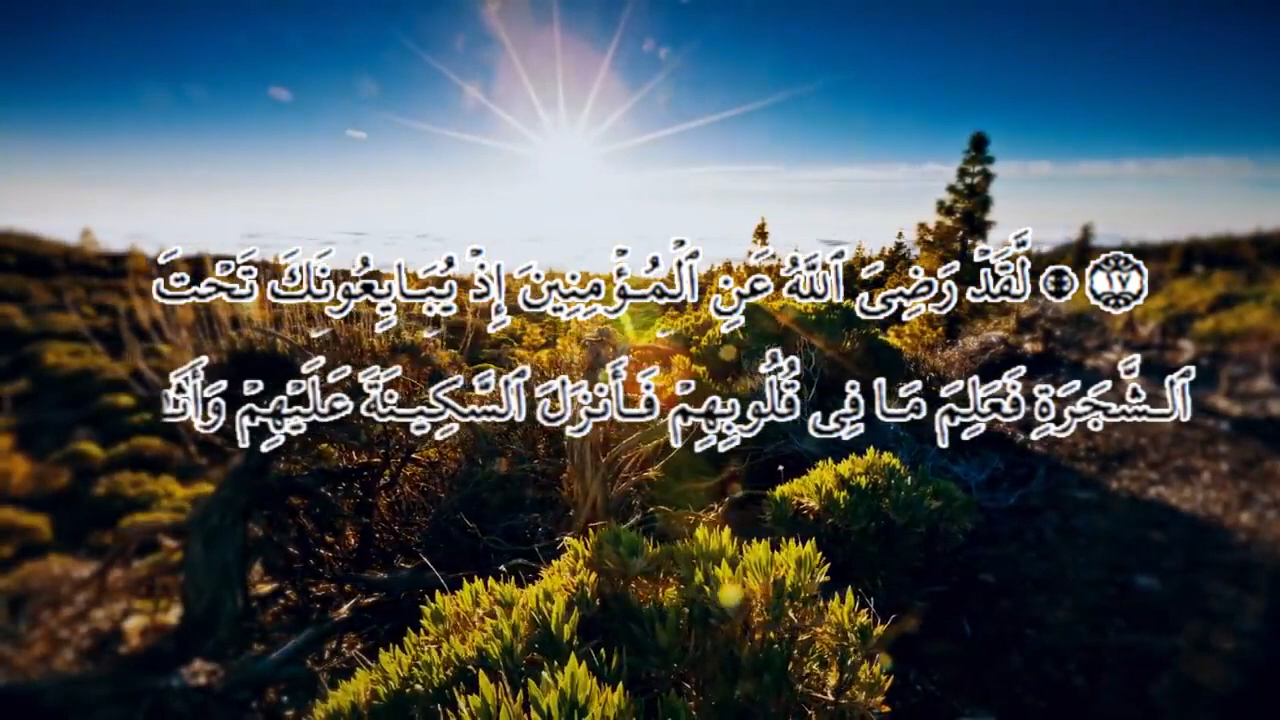 ١٧ ۞ لَّقَدۡ رَضِيَ ٱللَّهُ عَنِ ٱلۡمُؤۡمِنِينَ إِذۡ يُبَايِعُونَكَ تَحۡتَ
ٱلشَّجَرَةِ فَعَلِمَ مَا فِي قُلُوبِهِمۡ فَأَنزَلَ ٱلسَّكِينَةَ عَلَيۡهِمۡ